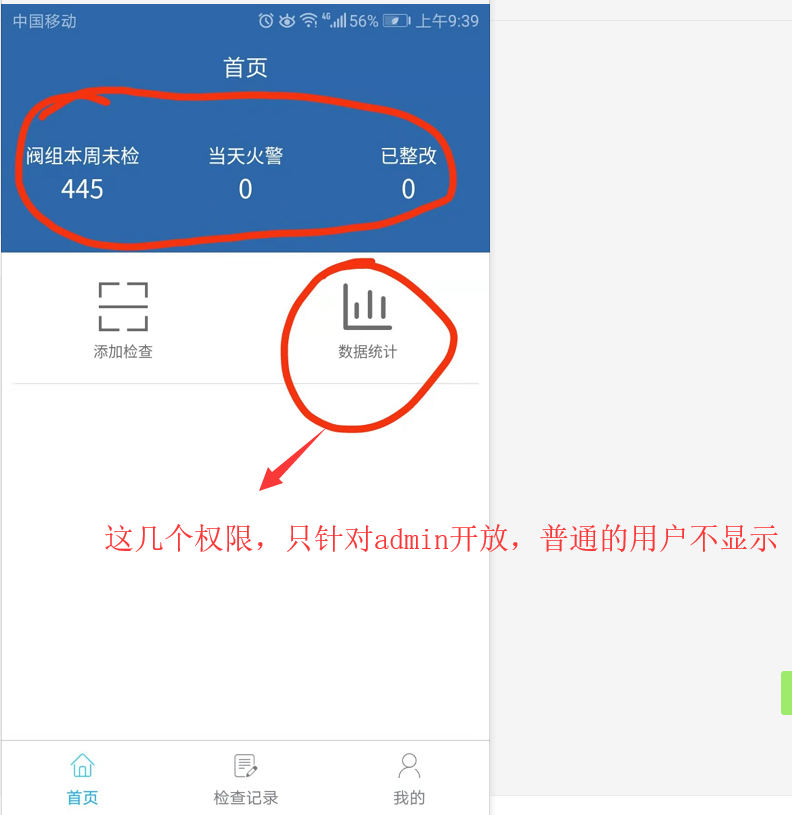 中国移动 4G 56% 上午9:39
首页
阀组本周未检 当天火警 已整改
445 0 0
添加检查 数据统计
这几个权限，只针对admin开放，普通的用户不显示
首页 检查记录 我的